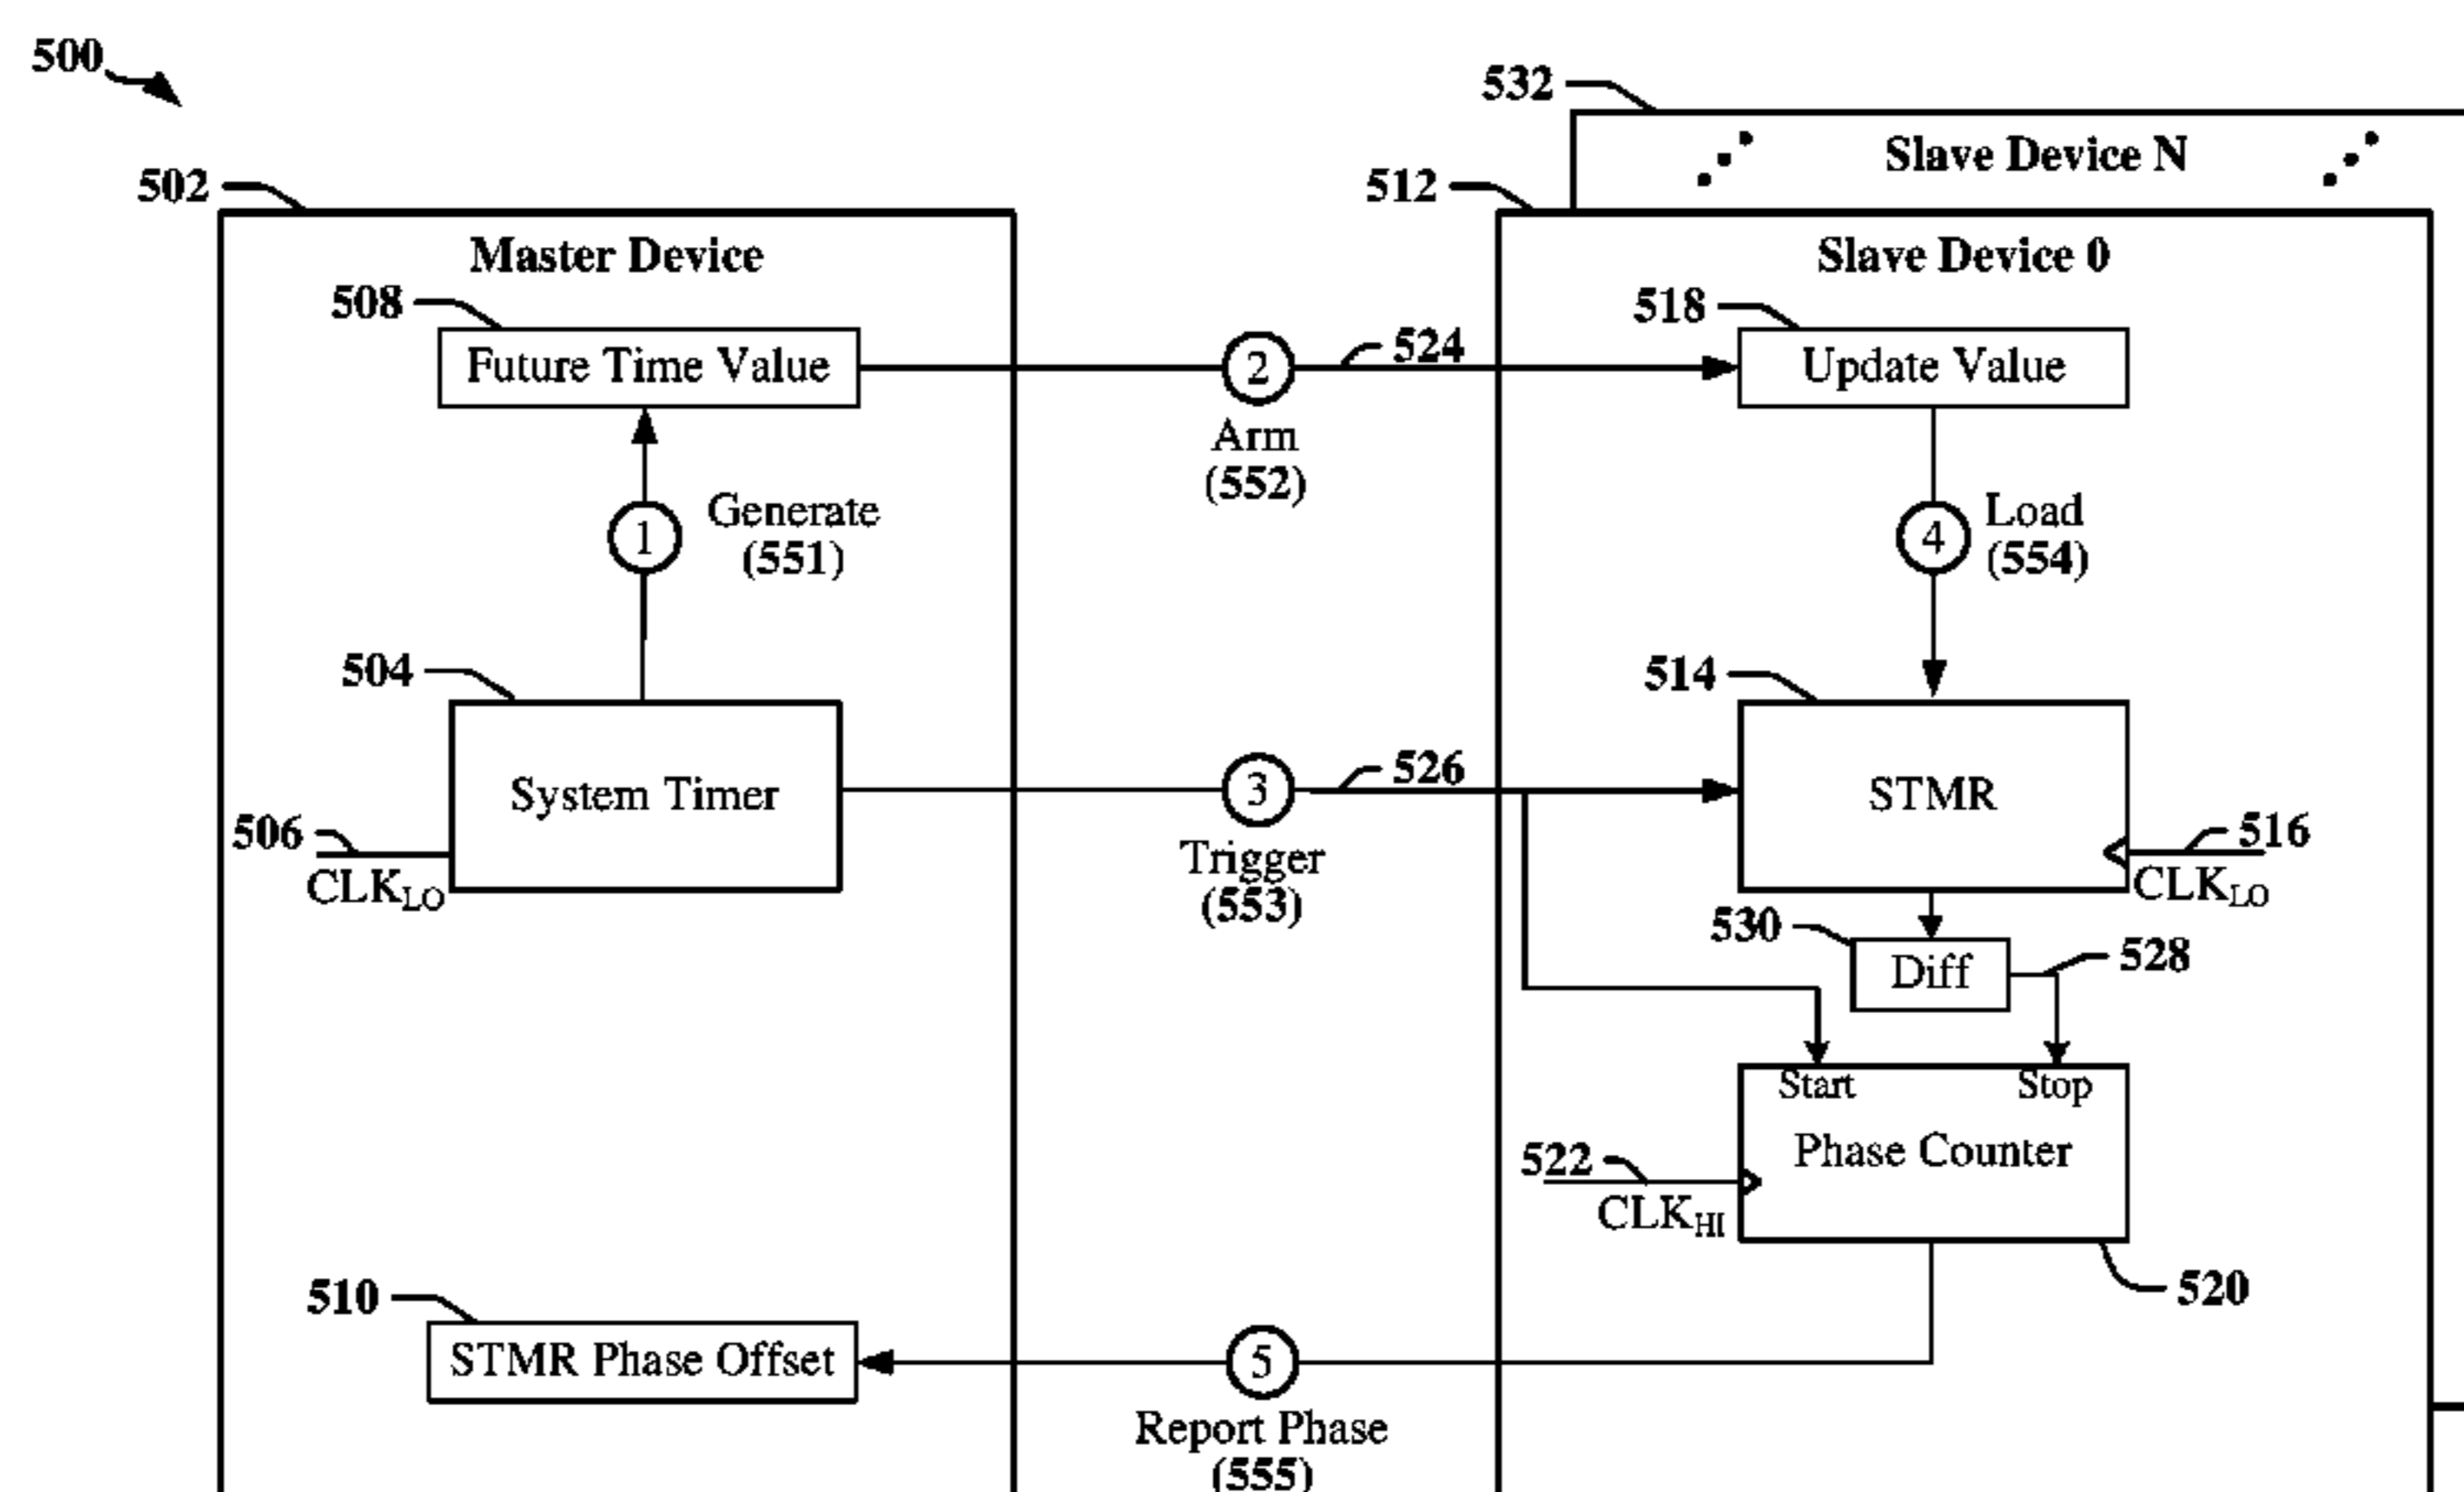 500
532
Slave Device N
502
512
Master Device
Slave Device 0
508
518
Future Time Value
2
524
Update Value
Arm
(552)
1
Generate
(551)
4
Load
(554)
504
514
System Timer
3
526
STMR
506
CLKLO
Trigger
(553)
516
CLKLO
530
Diff
528
Start
Stop
Phase Counter
522
CLKHI
520
510
STMR Phase Offset
5
Report Phase
(555)